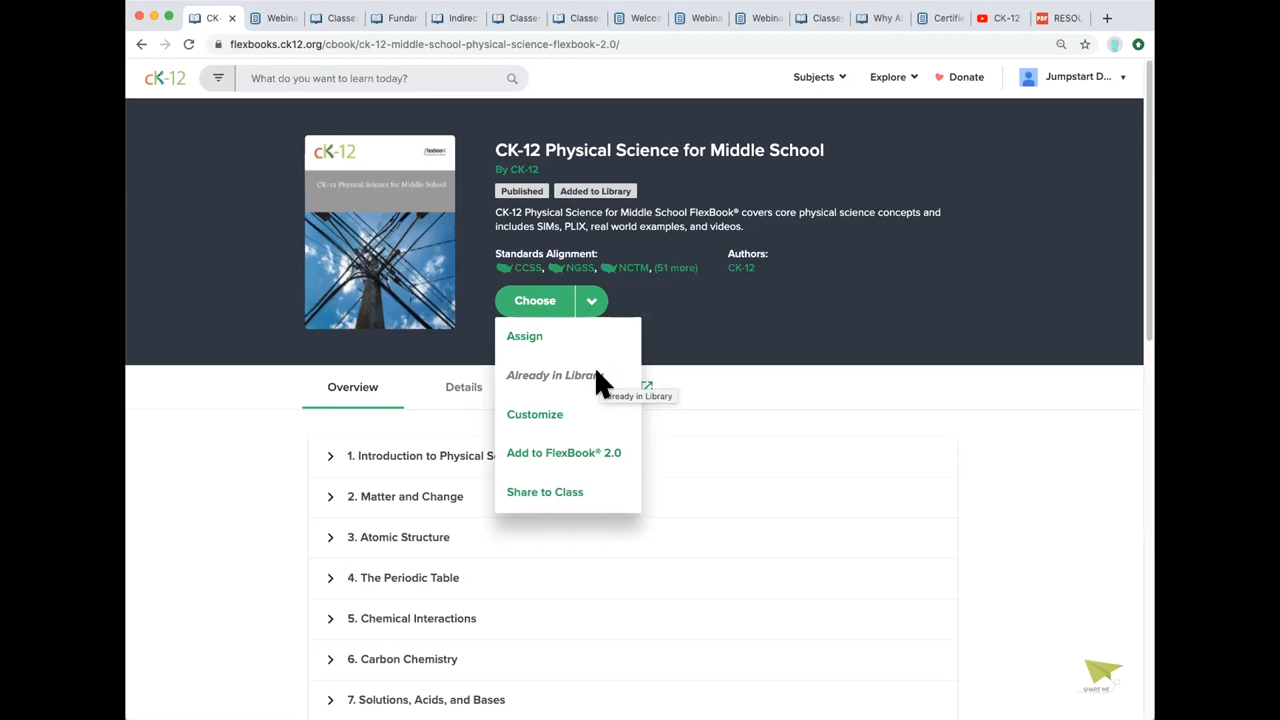 CK-
Webina
Classe
Fundar
Indirec
Classe
Classe
Welco
Webina
Webina
Classe
Why A
Certifie
CK-12
RESOU
flexbooks.ck12.org/cbook/ck-12-middle-school-physical-science-flexbook-2.0/
cK-12
What do you want to learn today?
Subjects
Explore
Donate
Jumpstart D...
cK-12
flexbook
CK-12 Physical Science for Middle School
CK-12 Physical Science for Middle School
By CK-12
Published
Added to Library
CK-12 Physical Science for Middle School FlexBook® covers core physical science concepts and
includes SIMs, PLIX, real world examples, and videos.
Standards Alignment:
CCSS, NGSS, NCTM, (51 more)
Authors:
CK-12
Choose
Assign
Already in Library
Already in Library
Customize
Add to FlexBook® 2.0
Share to Class
Overview
Details
1. Introduction to Physical S
2. Matter and Change
3. Atomic Structure
4. The Periodic Table
5. Chemical Interactions
6. Carbon Chemistry
7. Solutions, Acids, and Bases
SHARE ME